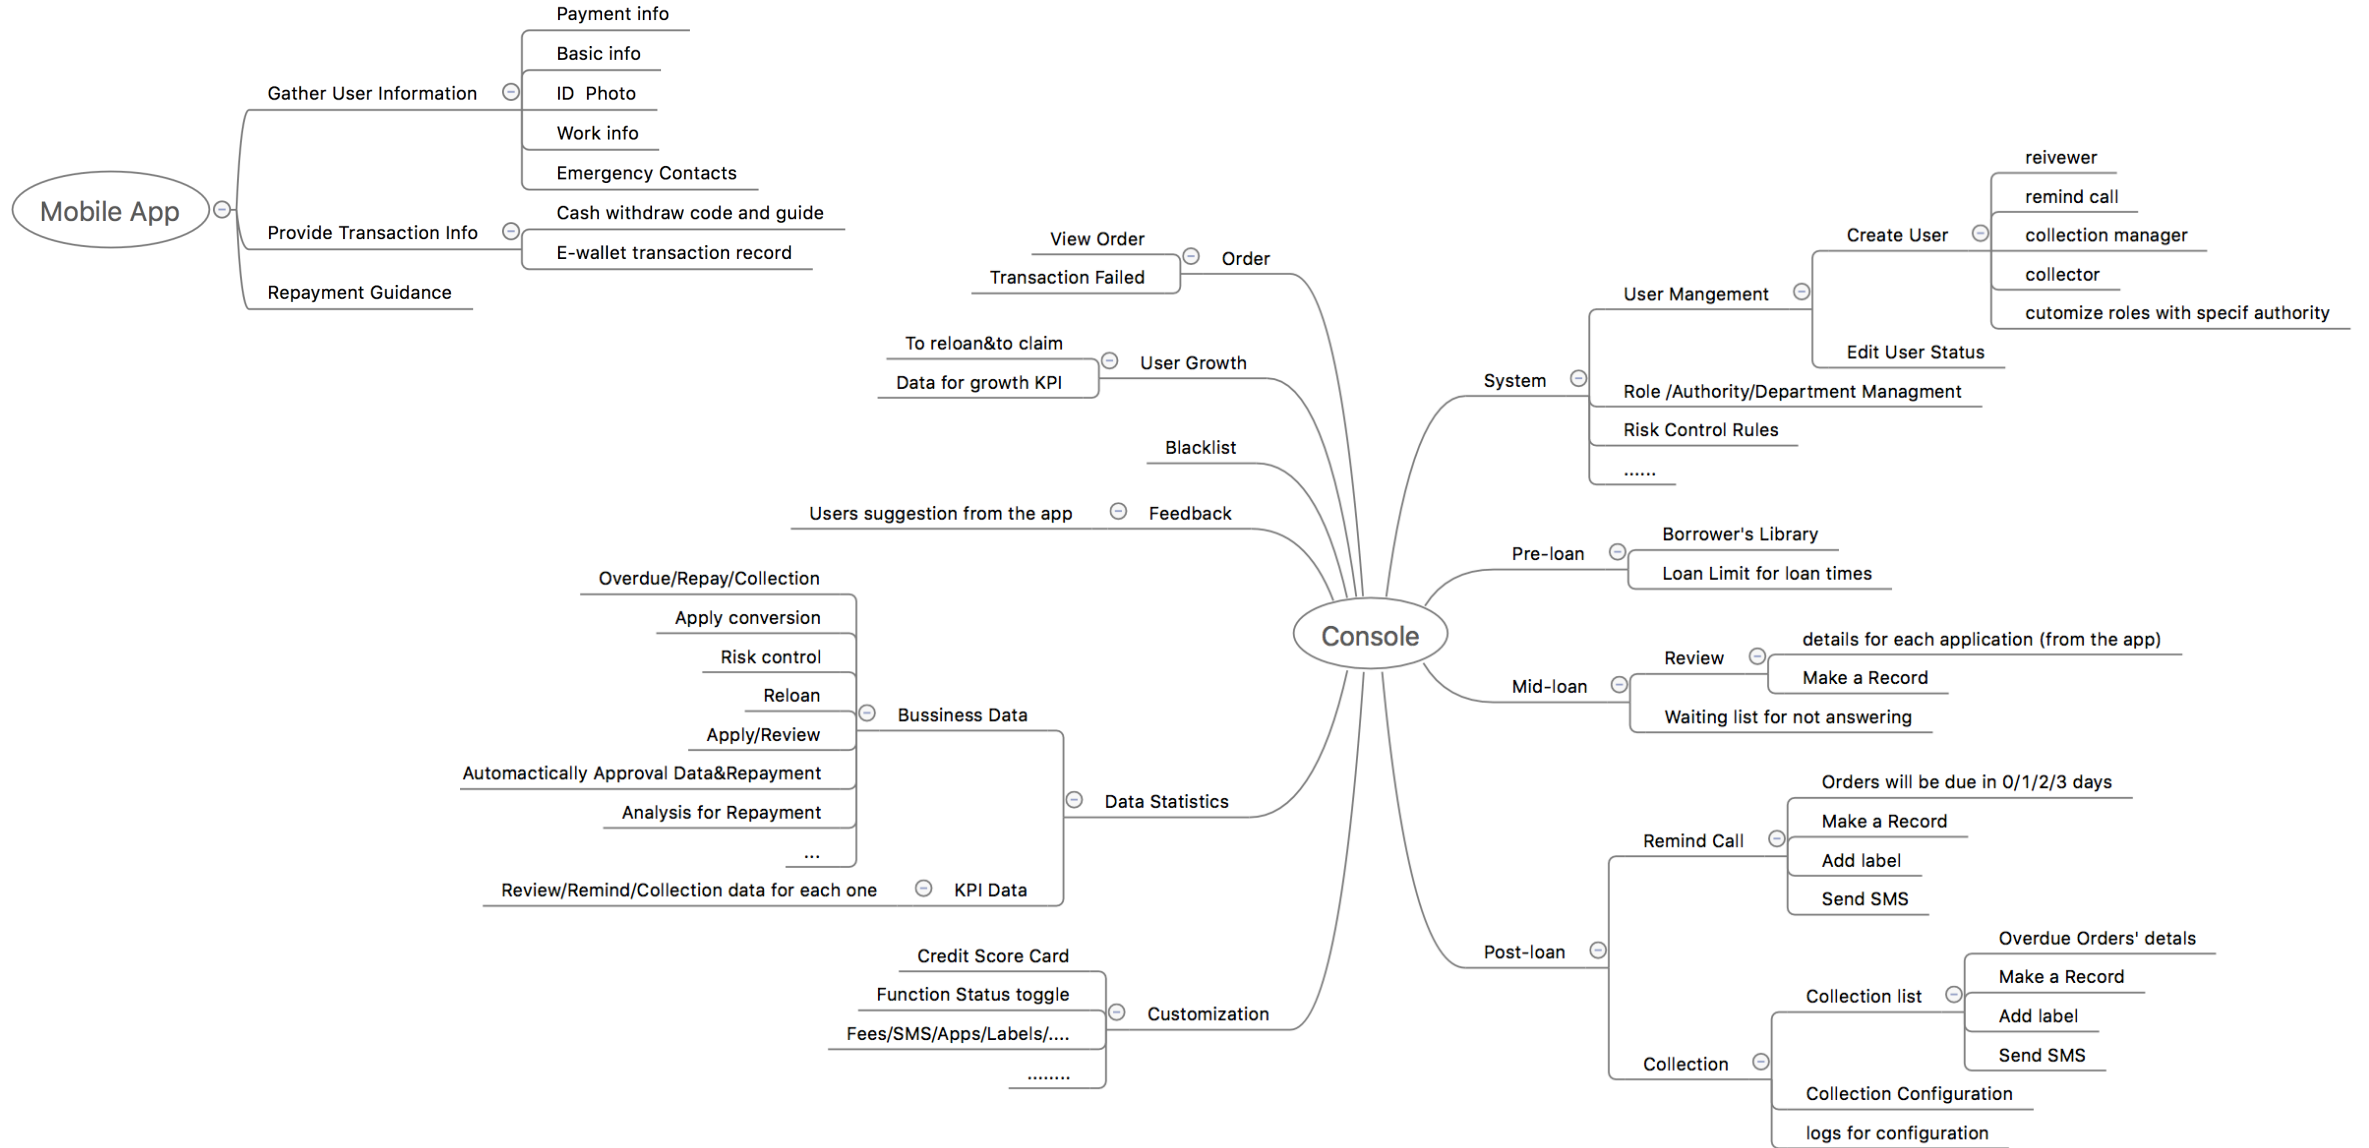 Mobile App
Gather User Information
Payment info
Basic info
ID  Photo
Work info
Emergency Contacts
Provide Transaction Info
Cash withdraw code and guide
E-wallet transaction record
Repayment Guidance
Console
Order
View Order
Transaction Failed
User Growth
To reloan&to claim
Data for growth KPI
Blacklist
Feedback
Users suggestion from the app
Data Statistics
Bussiness Data
Overdue/Repay/Collection
Apply conversion
Risk control
Reloan
Apply/Review
Automactically Approval Data&Repayment
Analysis for Repayment
...
KPI Data
Review/Remind/Collection data for each one
Customization
Credit Score Card
Function Status toggle
Fees/SMS/Apps/Labels/....
........
System
User Mangement
Create User
reivewer
remind call
collection manager
collector
cutomize roles with specif authority
Edit User Status
Role /Authority/Department Managment
Risk Control Rules
......
Pre-loan
Borrower's Library
Loan Limit for loan times
Mid-loan
Review
details for each application (from the app)
Make a Record
Waiting list for not answering
Post-loan
Remind Call
Orders will be due in 0/1/2/3 days
Make a Record
Add label
Send SMS
Collection
Collection list
Overdue Orders' detals
Make a Record
Add label
Send SMS
Collection Configuration
logs for configuration